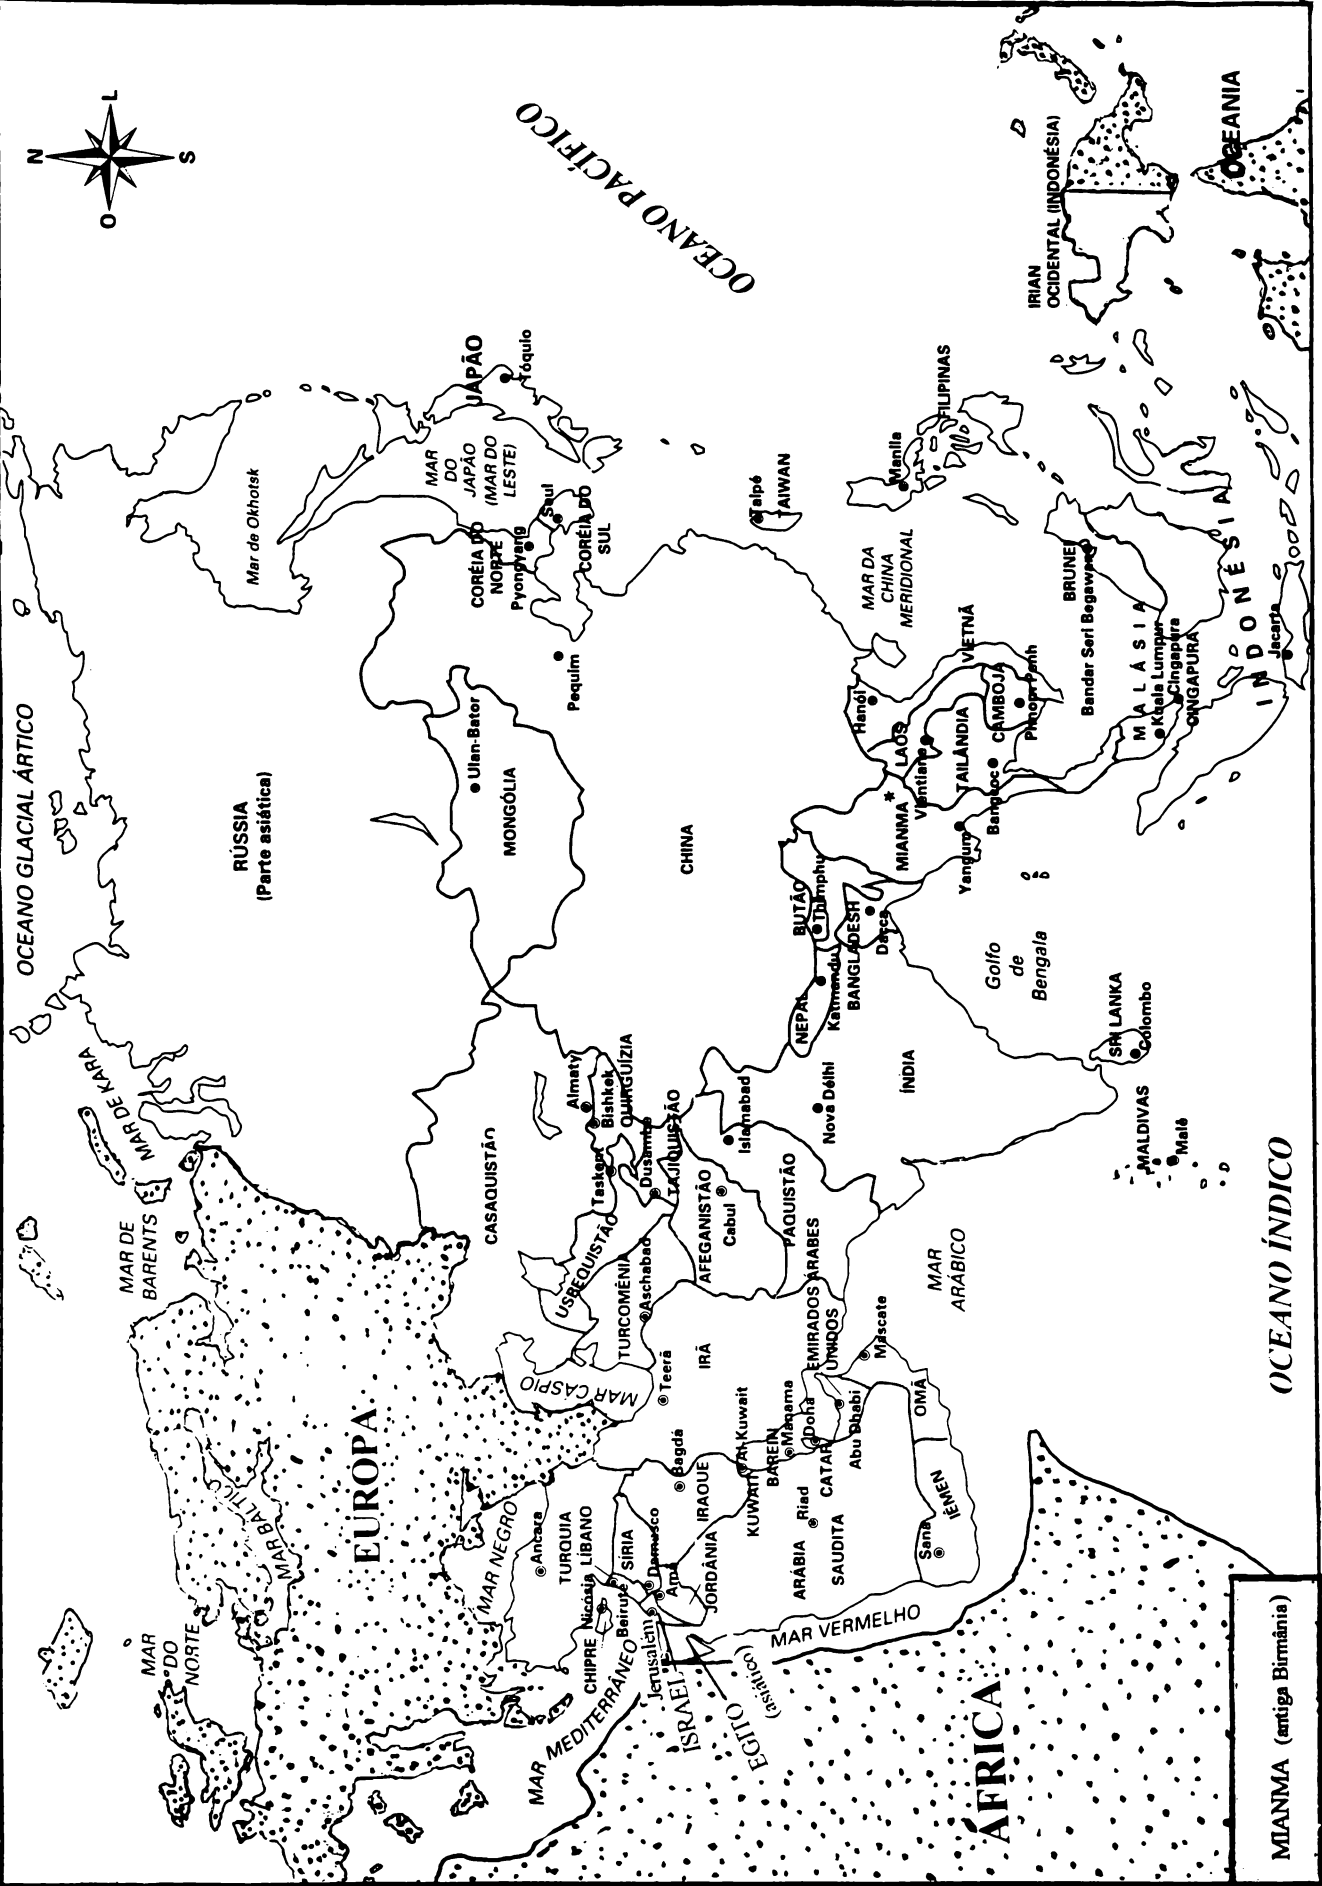 OCEANO GLACIAL ÁRTICO
N
O
L
S
MAR DE KARA
MAR DE
BARENTS
MAR
DO
NORTE
MAR BÁLTICO
RÚSSIA
(Parte asiática)
Mar de Okhotsk
OCEANO PACÍFICO
EUROPA
MAR NEGRO
MAR CASPIO
CASAQUISTÃO
Ulan-Bator
MONGÓLIA
MAR
DO
JAPÃO
(MAR DO
LESTE)
JAPÃO
Tóquio
CORÉIA DO
NORTE
Pyongyang
Seul
CORÉIA DO
SUL
Pequim
CHINA
Almaty
Bishkek
QUIRGUÍZIA
Taskent
Dusambe
TAJIQUISTÃO
USBEQUISTÃO
TURCOMÊNIA
Aschabad
Ancara
TURQUIA
CHIPRE
Nicósia
LÍBANO
Beirute
SÍRIA
Damasco
Amã
JORDÂNIA
MAR MEDITERRÂNEO
Jerusalém
ISRAEL
EGITO
(asiático)
Bagdá
IRAQUE
Teerã
IRÃ
AFEGANISTÃO
Cabul
Islamabad
PAQUISTÃO
KUWAIT
Al-Kuwait
BAREIN
Manama
Doha
CATAR
Riad
ARÁBIA
SAUDITA
EMIRADOS ÁRABES
UNIDOS
Abu Dhabi
Mascate
OMÃ
IÊMEN
Sana
MAR VERMELHO
ÁFRICA
MAR
ARÁBICO
Nova Délhi
ÍNDIA
NEPAL
Katmandu
BUTÃO
Thimphu
BANGLADESH
Dacca
Golfo
de
Bengala
SRI LANKA
Colombo
MALDIVAS
Malé
OCEANO ÍNDICO
MIANMA
*
Yangum
LAOS
Vientiane
Hanói
VIETNÃ
TAILÂNDIA
Bangcoc
CAMBOJA
Phnom Penh
Taipé
TAIWAN
MAR DA
CHINA
MERIDIONAL
Manila
FILIPINAS
BRUNEI
Bandar Seri Begawan
MALÁSIA
Kuala Lumpur
Cingapura
CINGAPURA
INDONÉSIA
Jacarta
IRIAN
OCIDENTAL (INDONÉSIA)
OCEANIA
MIANMA (antiga Birmânia)